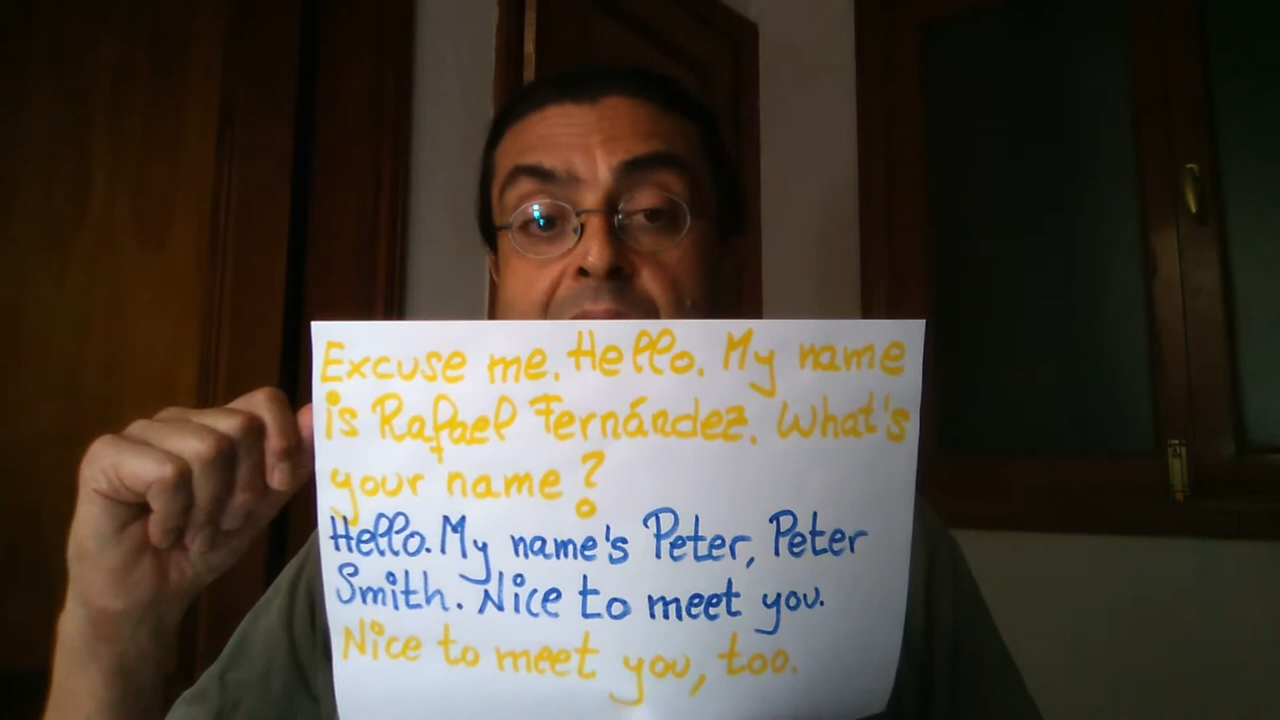 Excuse me. Hello. My name
is Rafael Fernández. What's
your name?
Hello. My name's Peter, Peter
Smith. Nice to meet you.
Nice to meet you, too.